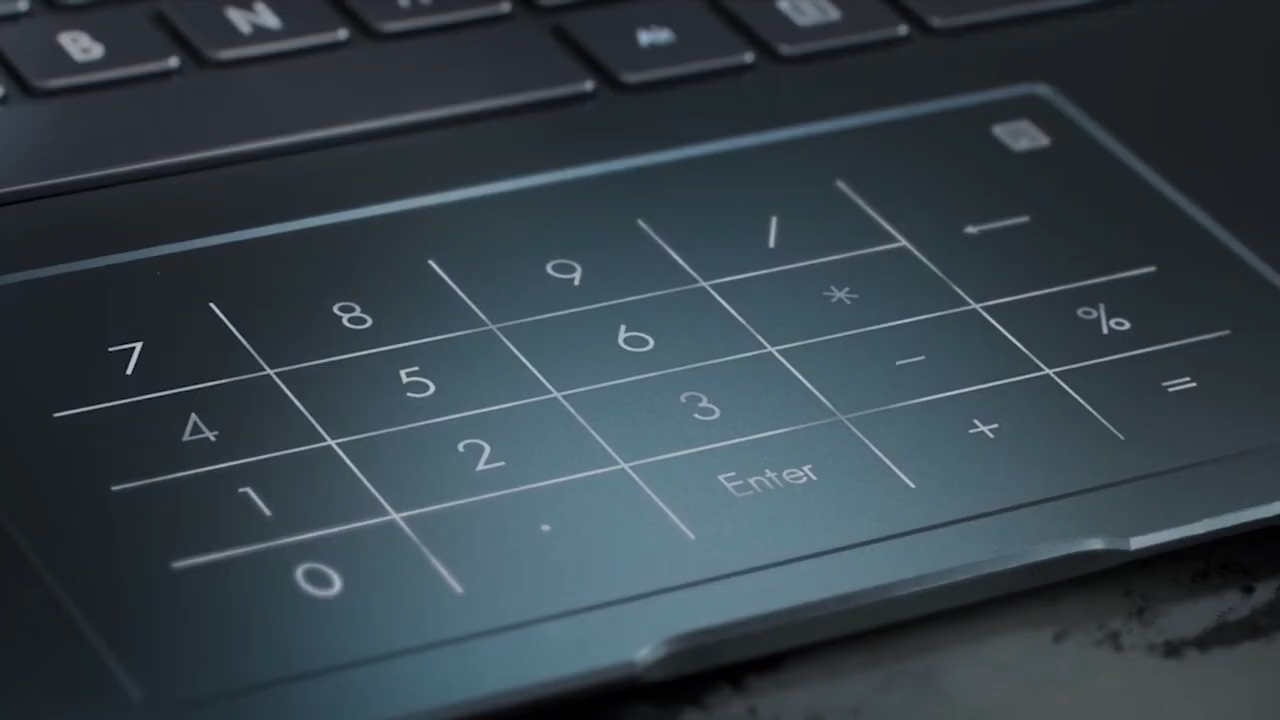 B N
7 8 9 / ←
4 5 6 * %
1 2 3 − =
0 . Enter +